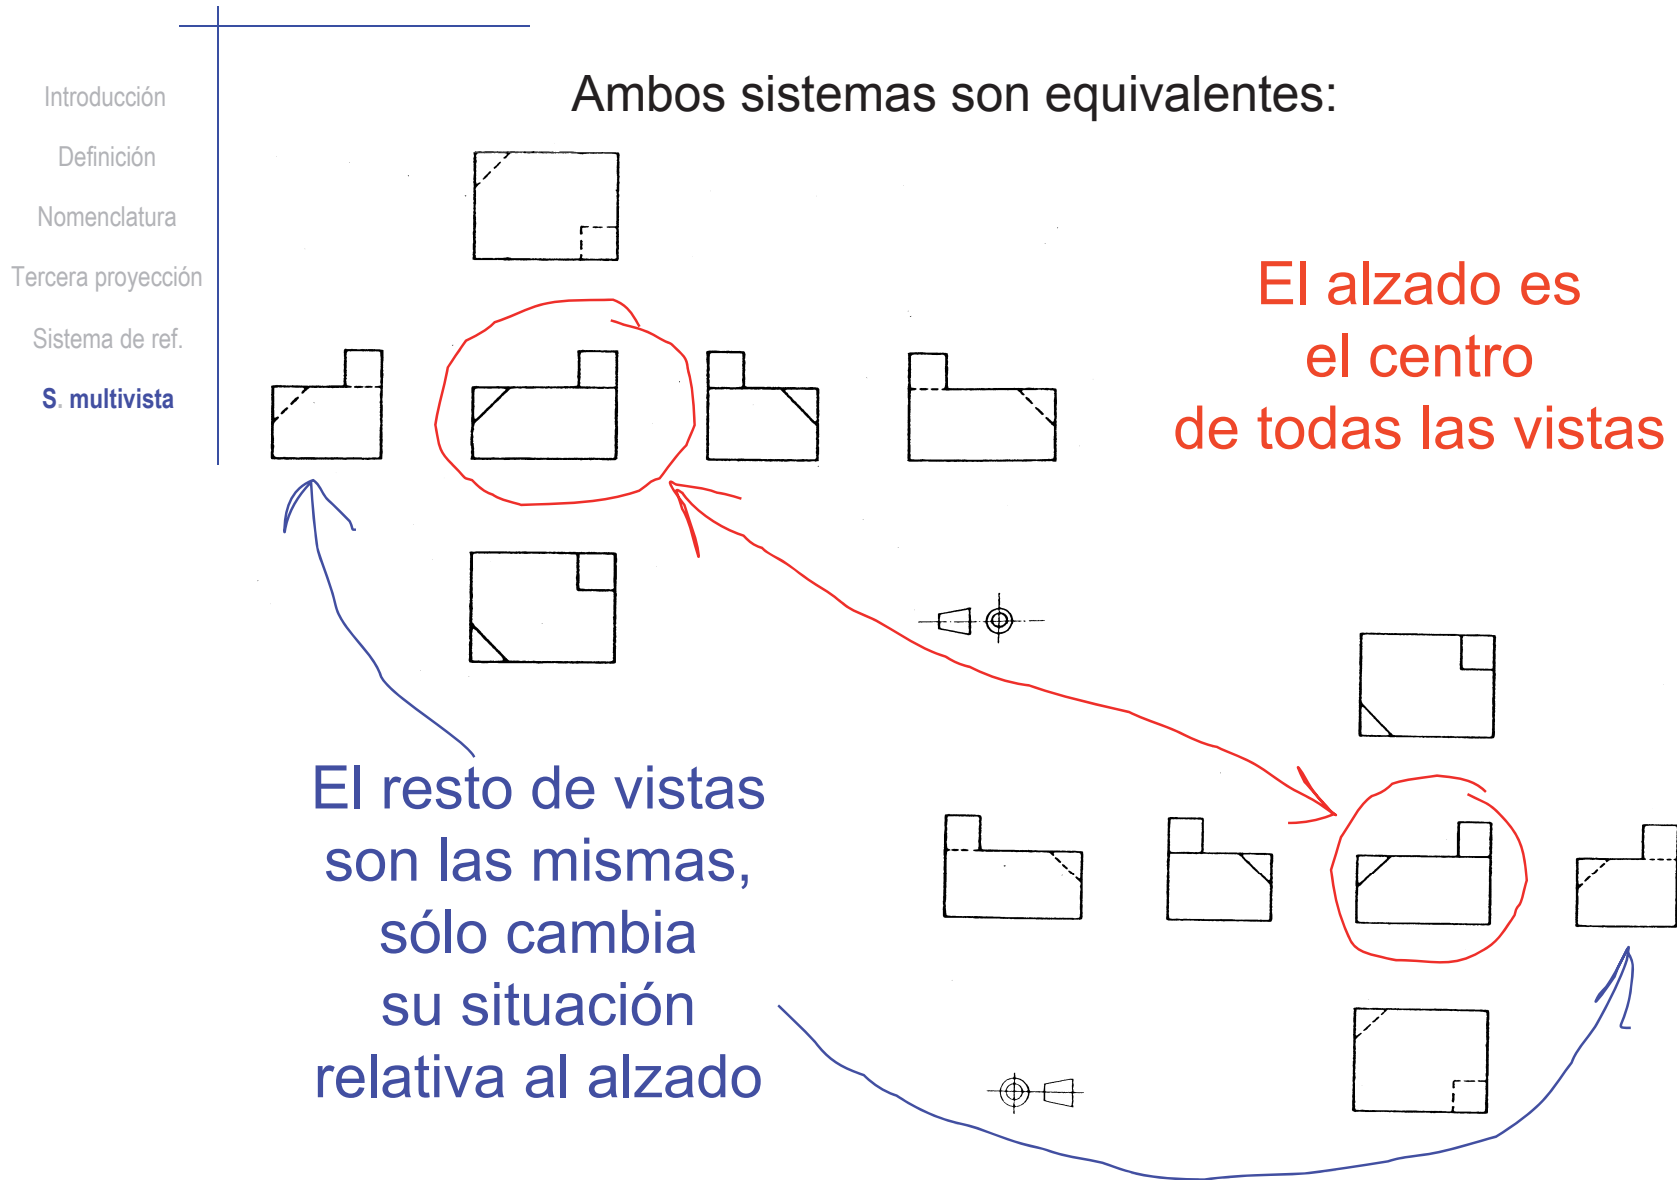 Introducción
Definición
Nomenclatura
Tercera proyección
Sistema de ref.
S. multivista
Ambos sistemas son equivalentes:
El alzado es
el centro
de todas las vistas
El resto de vistas
son las mismas,
sólo cambia
su situación
relativa al alzado